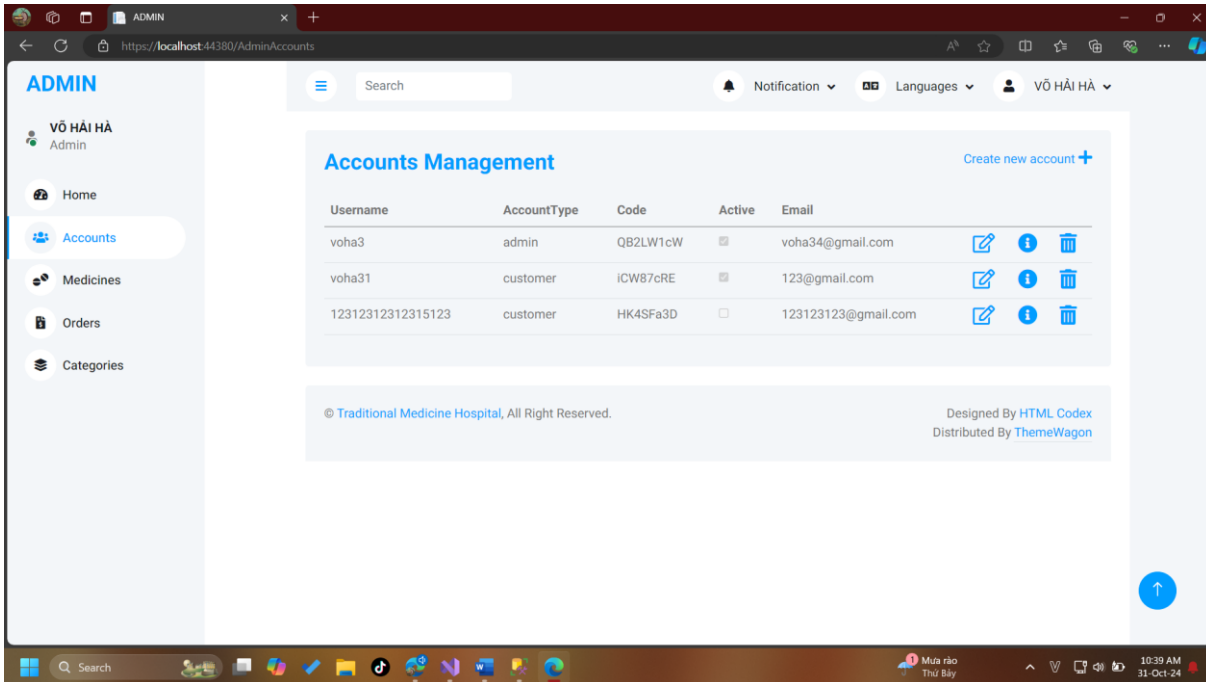 ADMIN
https://localhost:44380/AdminAccounts
ADMIN
Search
Notification
Languages
VÕ HẢI HÀ
VÕ HẢI HÀ
Admin
Home
Accounts
Medicines
Orders
Categories
Accounts Management
Create new account
Username AccountType Code Active Email
voha3 admin QB2LW1cW voha34@gmail.com
voha31 customer iCW87cRE 123@gmail.com
12312312312315123 customer HK4SFa3D 123123123@gmail.com
© Traditional Medicine Hospital, All Right Reserved.
Designed By HTML Codex
Distributed By ThemeWagon
Search
1
Mưa rào
Thứ Bảy
10:39 AM
31-Oct-24